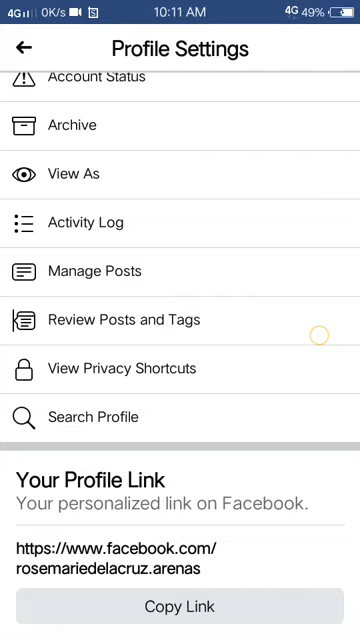 4G 0K/s 10:11 AM 4G 49%
Profile Settings
Account Status
Archive
View As
Activity Log
Manage Posts
Review Posts and Tags
View Privacy Shortcuts
Search Profile
Your Profile Link
Your personalized link on Facebook.
https://www.facebook.com/
rosemariedelacruz.arenas
Copy Link